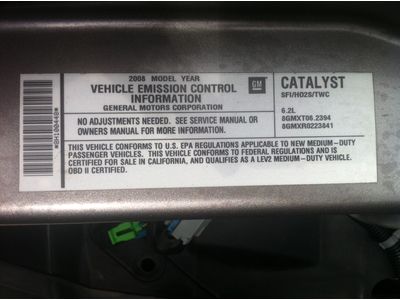 2008 MODEL YEAR
VEHICLE EMISSION CONTROL
INFORMATION
GENERAL MOTORS CORPORATION
GM
CATALYST
SFI/HO2S/TWC
NO ADJUSTMENTS NEEDED. SEE SERVICE MANUAL OR
OWNERS MANUAL FOR MORE INFORMATION.
6.2L
8GMXT06.2394
8GMXR0223841
THIS VEHICLE CONFORMS TO U.S. EPA REGULATIONS APPLICABLE TO NEW MEDIUM-DUTY
PASSENGER VEHICLES. THIS VEHICLE CONFORMS TO REGULATIONS, IS
CERTIFIED FOR SALE IN CALIFORNIA, AND QUALIFIES AS A LEV2 MEDIUM-DUTY VEHICLE.
OBD II CERTIFIED.